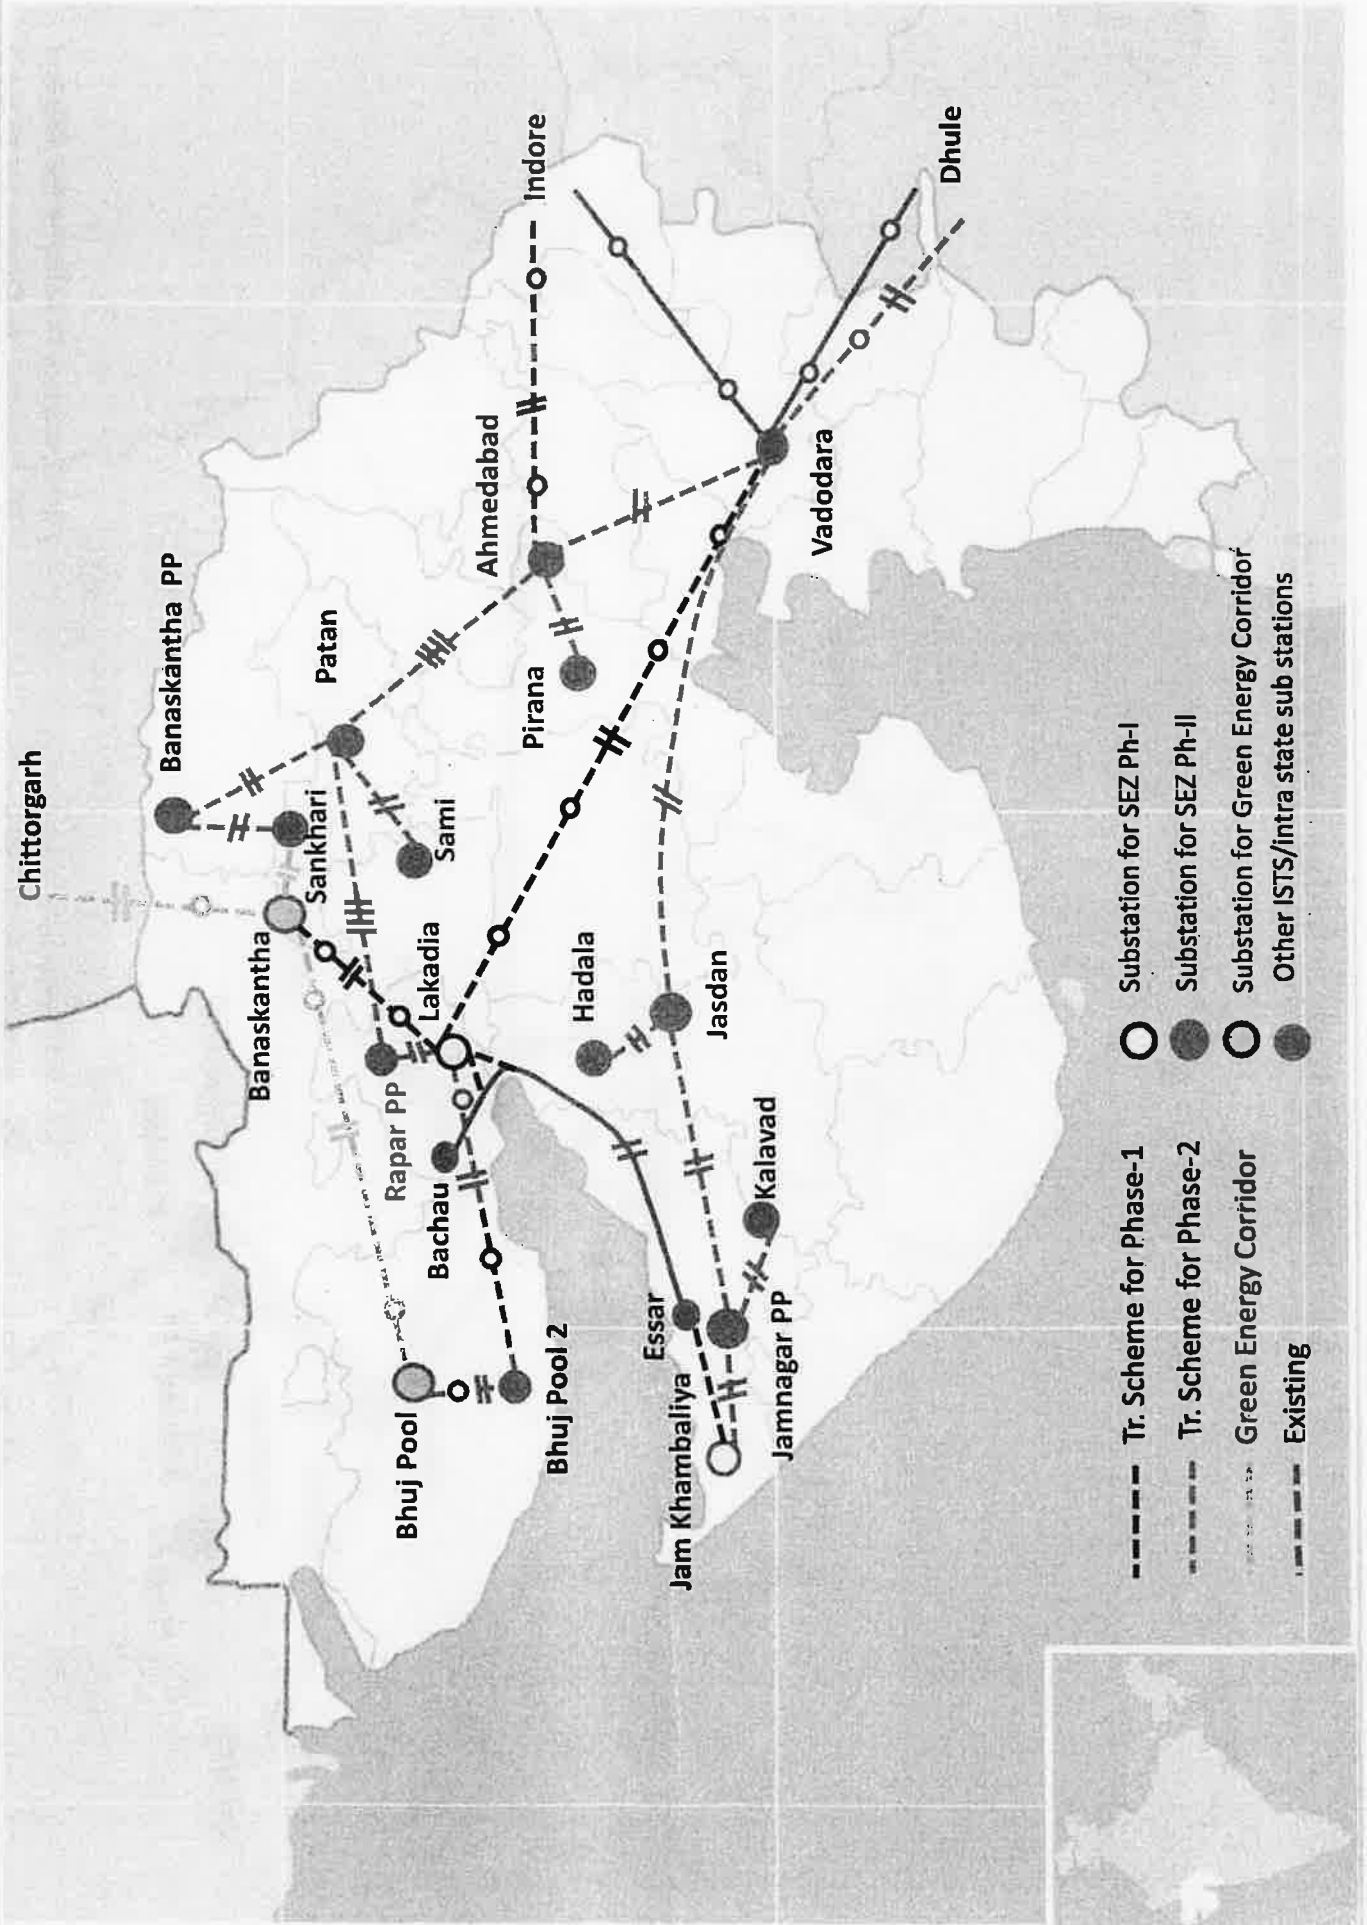 Chittorgarh
Banaskantha PP
Patan
Sankhari
Banaskantha
Sami
Ahmedabad
Indore
Pirana
Lakadia
Rapar PP
Bachau
Bhuj Pool
Bhuj Pool 2
Hadala
Jasdan
Vadodara
Dhule
Kalavad
Essar
Jam Khambaliya
Jamnagar PP
Tr. Scheme for Phase-1
Tr. Scheme for Phase-2
Green Energy Corridor
Existing
Substation for SEZ Ph-I
Substation for SEZ Ph-II
Substation for Green Energy Corridor
Other ISTS/intra state sub stations